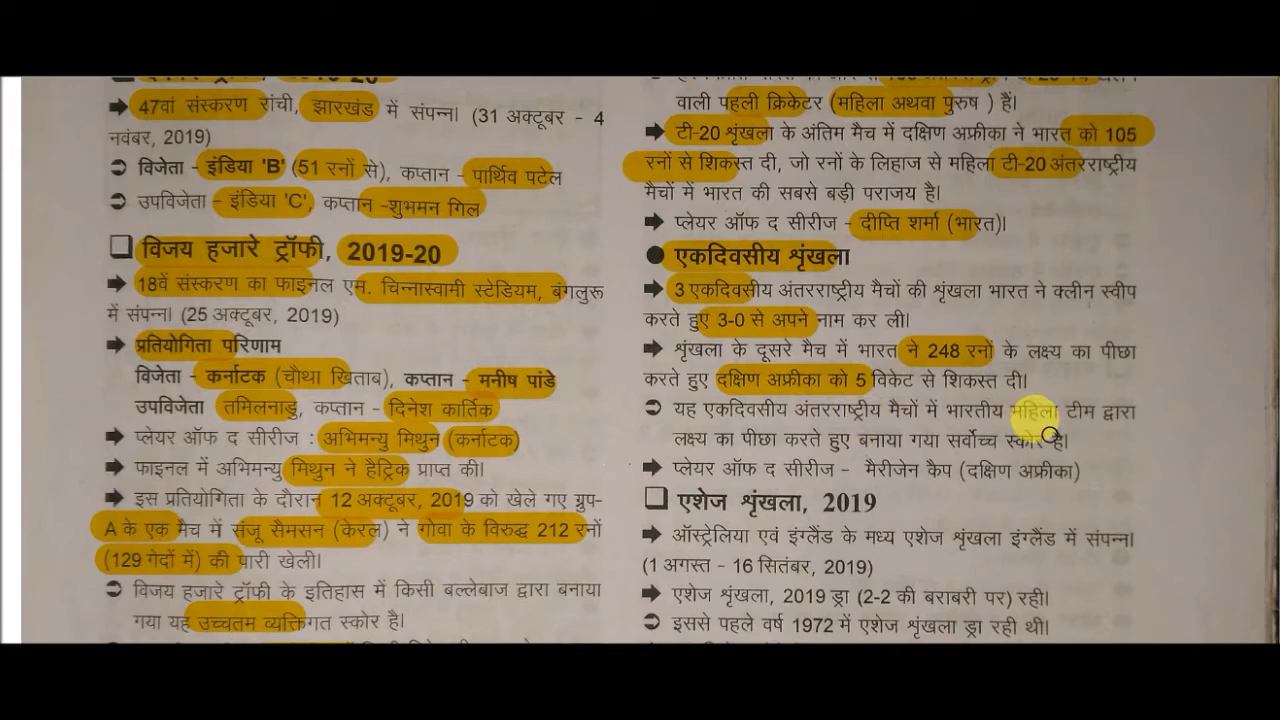 ➡ 47वां संस्करण रांची, झारखंड में संपन्न। (31 अक्टूबर - 4
नवंबर, 2019)
➲ विजेता - इंडिया 'B' (51 रनों से), कप्तान - पार्थिव पटेल
➲ उपविजेता - इंडिया 'C', कप्तान -शुभमन गिल
❑ विजय हजारे ट्रॉफी, 2019-20
➡ 18वें संस्करण का फाइनल एम. चिन्नास्वामी स्टेडियम, बंगलुरू
में संपन्न। (25 अक्टूबर, 2019)
➡ प्रतियोगिता परिणाम
विजेता - कर्नाटक (चौथा खिताब), कप्तान - मनीष पांडे
उपविजेता तमिलनाडु, कप्तान - दिनेश कार्तिक
➡ प्लेयर ऑफ द सीरीज : अभिमन्यु मिथुन (कर्नाटक)
➡ फाइनल में अभिमन्यु मिथुन ने हैट्रिक प्राप्त की।
➡ इस प्रतियोगिता के दौरान 12 अक्टूबर, 2019 को खेले गए ग्रुप-
A के एक मैच में संजू सैमसन (केरल) ने गोवा के विरुद्ध 212 रनों
(129 गेदों में) की पारी खेली।
➲ विजय हजारे ट्रॉफी के इतिहास में किसी बल्लेबाज द्वारा बनाया
गया यह उच्चतम व्यक्तिगत स्कोर है।
वाली पहली क्रिकेटर (महिला अथवा पुरुष ) हैं।
➡ टी-20 शृंखला के अंतिम मैच में दक्षिण अफ्रीका ने भारत को 105
रनों से शिकस्त दी, जो रनों के लिहाज से महिला टी-20 अंतरराष्ट्रीय
मैचों में भारत की सबसे बड़ी पराजय है।
➡ प्लेयर ऑफ द सीरीज - दीप्ति शर्मा (भारत)।
● एकदिवसीय शृंखला
➡ 3 एकदिवसीय अंतरराष्ट्रीय मैचों की शृंखला भारत ने क्लीन स्वीप
करते हुए 3-0 से अपने नाम कर ली।
➡ शृंखला के दूसरे मैच में भारत ने 248 रनों के लक्ष्य का पीछा
करते हुए दक्षिण अफ्रीका को 5 विकेट से शिकस्त दी।
➲ यह एकदिवसीय अंतरराष्ट्रीय मैचों में भारतीय महिला टीम द्वारा
लक्ष्य का पीछा करते हुए बनाया गया सर्वोच्च स्कोर है।
➡ प्लेयर ऑफ द सीरीज - मैरीजेन कैप (दक्षिण अफ्रीका)
❑ एशेज शृंखला, 2019
➡ ऑस्ट्रेलिया एवं इंग्लैंड के मध्य एशेज शृंखला इंग्लैंड में संपन्न।
(1 अगस्त - 16 सितंबर, 2019)
➡ एशेज शृंखला, 2019 ड्रा (2-2 की बराबरी पर) रही।
➲ इससे पहले वर्ष 1972 में एशेज शृंखला ड्रा रही थी।